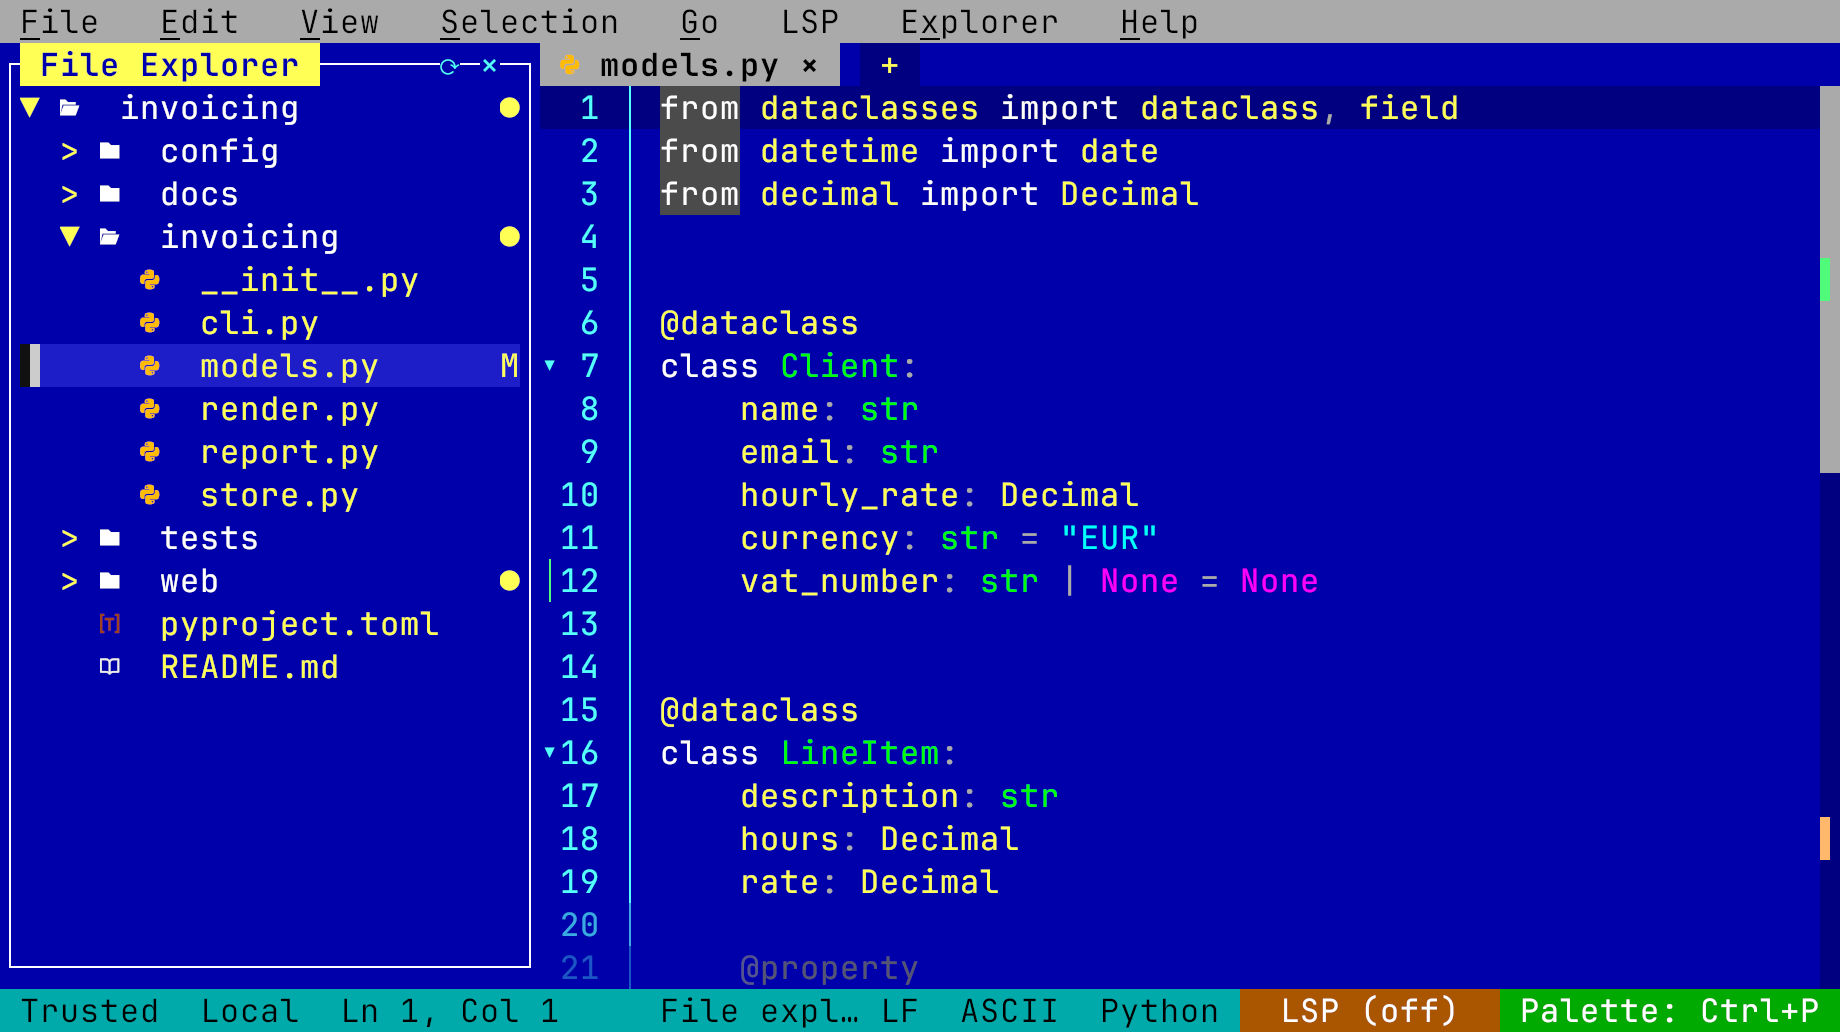 File Edit View Selection Go LSP Explorer Help
File Explorer ⟳ ×
models.py × +
▼ invoicing ●
> config
> docs
▼ invoicing ●
__init__.py
cli.py
models.py M
render.py
report.py
store.py
> tests
> web ●
[T] pyproject.toml
README.md
1 from dataclasses import dataclass, field
2 from datetime import date
3 from decimal import Decimal
4
5
6 @dataclass
▾ 7 class Client:
8 name: str
9 email: str
10 hourly_rate: Decimal
11 currency: str = "EUR"
12 vat_number: str | None = None
13
14
15 @dataclass
▾16 class LineItem:
17 description: str
18 hours: Decimal
19 rate: Decimal
20
21 @property
Trusted Local Ln 1, Col 1 File expl… LF ASCII Python LSP (off) Palette: Ctrl+P